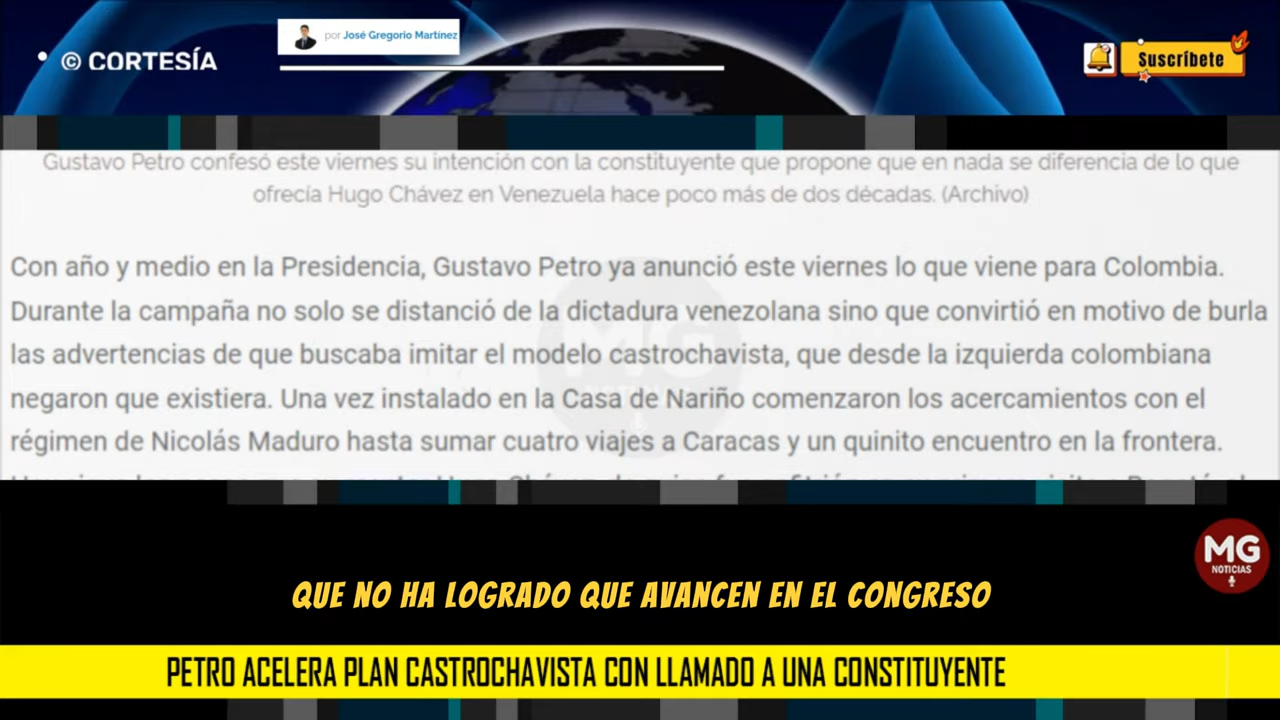 © CORTESÍA
por José Gregorio Martínez
Suscríbete
Gustavo Petro confesó este viernes su intención con la constituyente que propone que en nada se diferencia de lo que
ofrecía Hugo Chávez en Venezuela hace poco más de dos décadas. (Archivo)
Con año y medio en la Presidencia, Gustavo Petro ya anunció este viernes lo que viene para Colombia.
Durante la campaña no solo se distanció de la dictadura venezolana sino que convirtió en motivo de burla
las advertencias de que buscaba imitar el modelo castrochavista, que desde la izquierda colombiana
negaron que existiera. Una vez instalado en la Casa de Nariño comenzaron los acercamientos con el
régimen de Nicolás Maduro hasta sumar cuatro viajes a Caracas y un quinito encuentro en la frontera.
MG
NOTICIAS
QUE NO HA LOGRADO QUE AVANCEN EN EL CONGRESO
PETRO ACELERA PLAN CASTROCHAVISTA CON LLAMADO A UNA CONSTITUYENTE